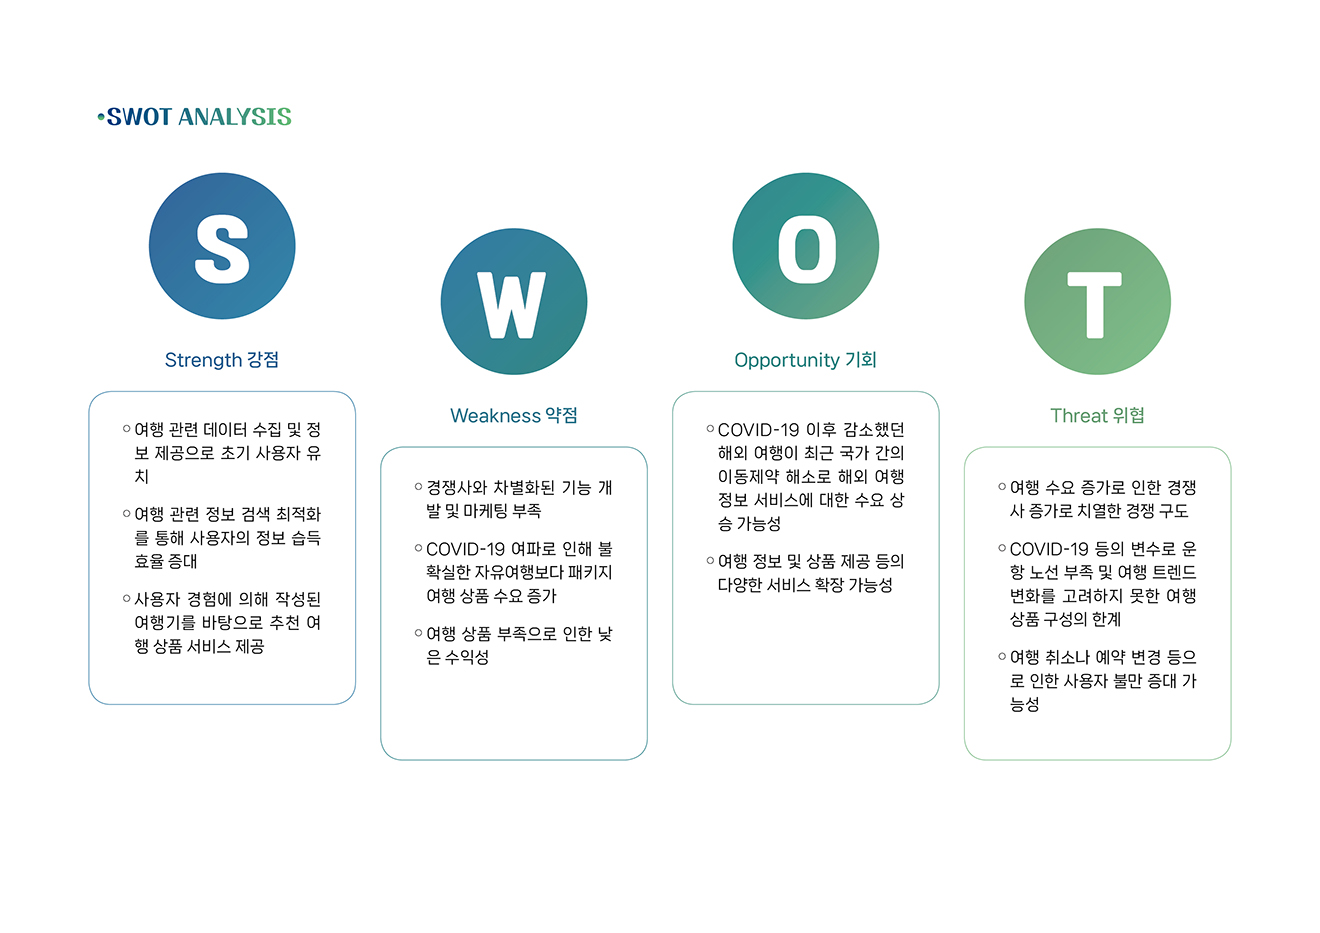 •SWOT ANALYSIS
S
Strength 강점
○ 여행 관련 데이터 수집 및 정
보 제공으로 초기 사용자 유
치
○ 여행 관련 정보 검색 최적화
를 통해 사용자의 정보 습득
효율 증대
○ 사용자 경험에 의해 작성된
여행기를 바탕으로 추천 여
행 상품 서비스 제공
W
Weakness 약점
○ 경쟁사와 차별화된 기능 개
발 및 마케팅 부족
○ COVID-19 여파로 인해 불
확실한 자유여행보다 패키지
여행 상품 수요 증가
○ 여행 상품 부족으로 인한 낮
은 수익성
O
Opportunity 기회
○ COVID-19 이후 감소했던
해외 여행이 최근 국가 간의
이동제약 해소로 해외 여행
정보 서비스에 대한 수요 상
승 가능성
○ 여행 정보 및 상품 제공 등의
다양한 서비스 확장 가능성
T
Threat 위협
○ 여행 수요 증가로 인한 경쟁
사 증가로 치열한 경쟁 구도
○ COVID-19 등의 변수로 운
항 노선 부족 및 여행 트렌드
변화를 고려하지 못한 여행
상품 구성의 한계
○ 여행 취소나 예약 변경 등으
로 인한 사용자 불만 증대 가
능성